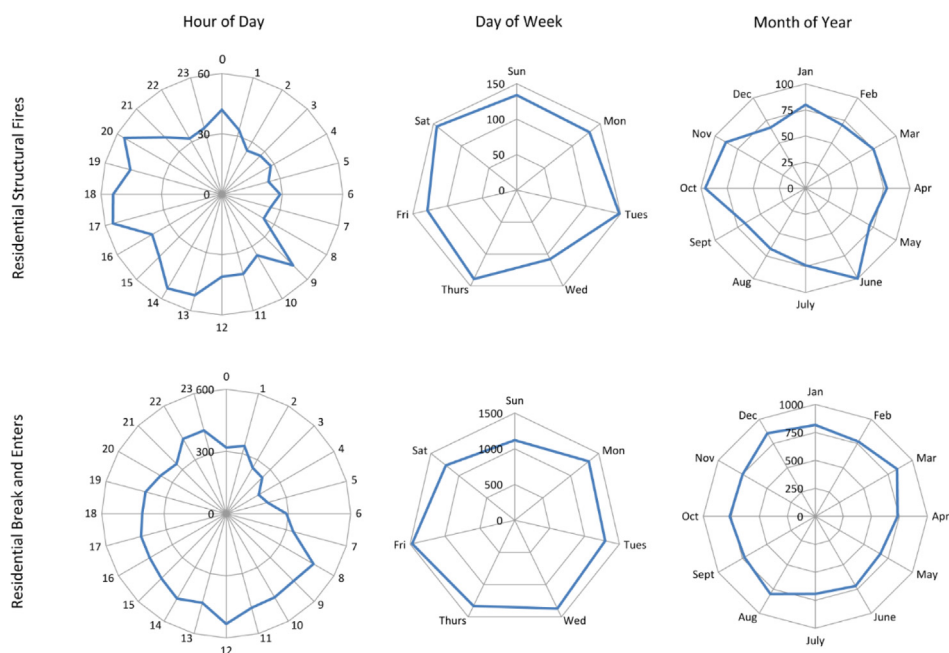 Hour of Day
Day of Week
Month of Year
Residential Structural Fires
0
1
2
3
4
5
6
7
8
9
10
11
12
13
14
15
16
17
18
19
20
21
22
23
60
30
0
Sun
Mon
Tues
Wed
Thurs
Fri
Sat
150
100
50
0
Jan
Feb
Mar
Apr
May
June
July
Aug
Sept
Oct
Nov
Dec
100
75
50
25
0
Residential Break and Enters
0
1
2
3
4
5
6
7
8
9
10
11
12
13
14
15
16
17
18
19
20
21
22
23
600
300
0
Sun
Mon
Tues
Wed
Thurs
Fri
Sat
1500
1000
500
0
Jan
Feb
Mar
Apr
May
June
July
Aug
Sept
Oct
Nov
Dec
1000
750
500
250
0